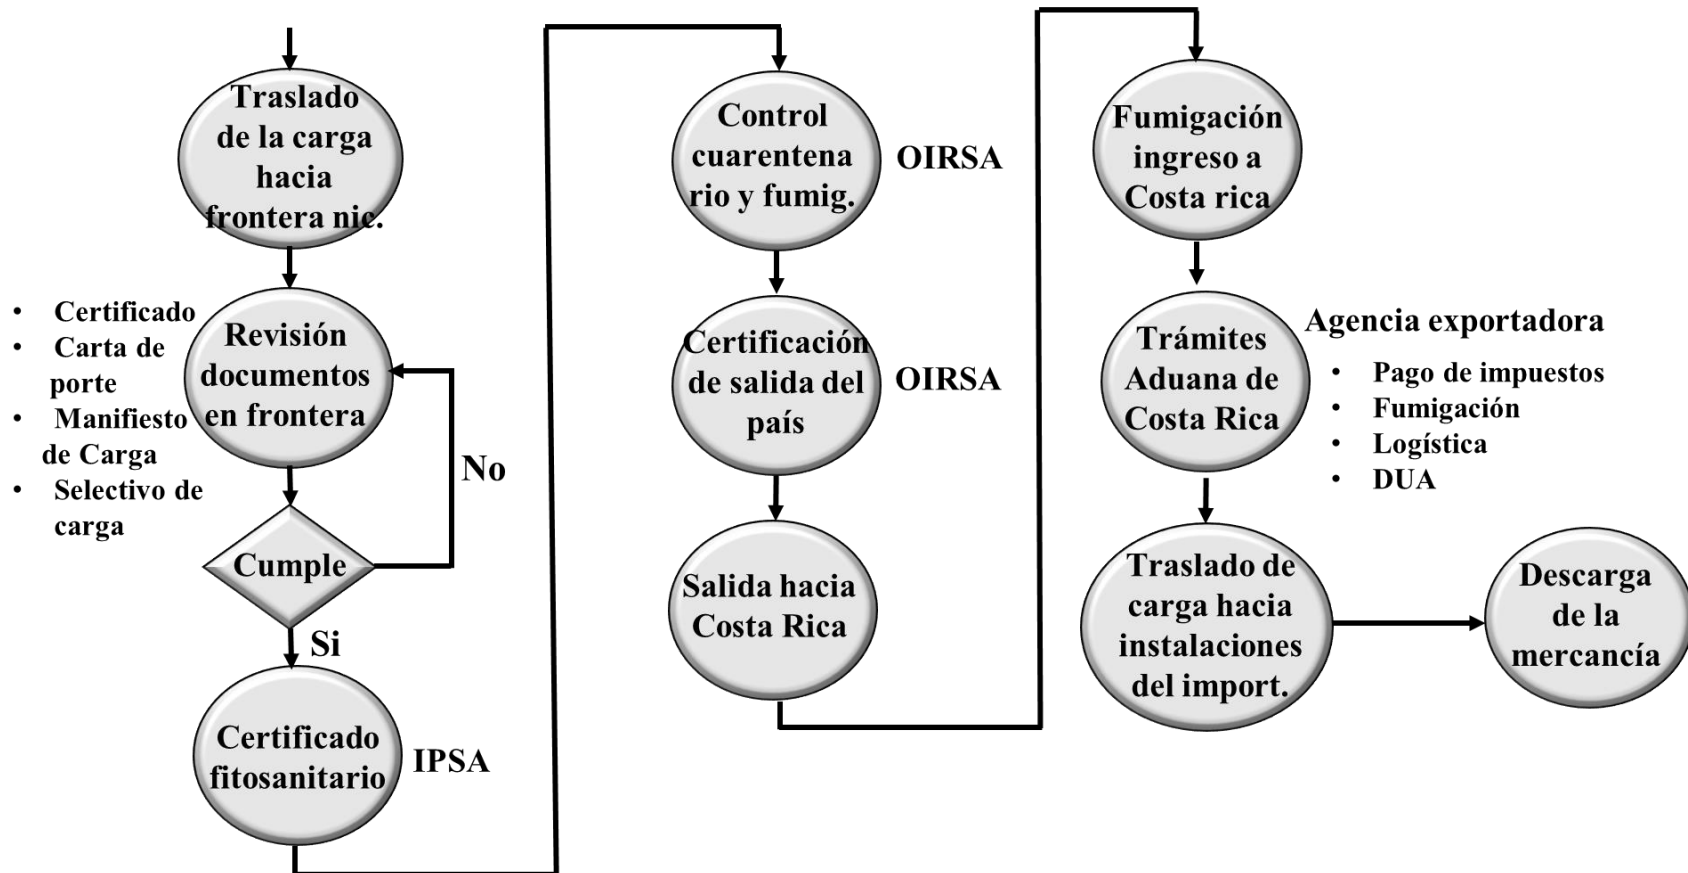 Traslado
de la carga
hacia
frontera nic.
• Certificado
• Carta de
porte
• Manifiesto
de Carga
• Selectivo de
carga
Revisión
documentos
en frontera
No
Cumple
Si
Certificado
fitosanitario
IPSA
Control
cuarentena
rio y fumig.
OIRSA
Certificación
de salida del
país
OIRSA
Salida hacia
Costa Rica
Fumigación
ingreso a
Costa rica
Trámites
Aduana de
Costa Rica
Agencia exportadora
• Pago de impuestos
• Fumigación
• Logística
• DUA
Traslado de
carga hacia
instalaciones
del import.
Descarga
de la
mercancía